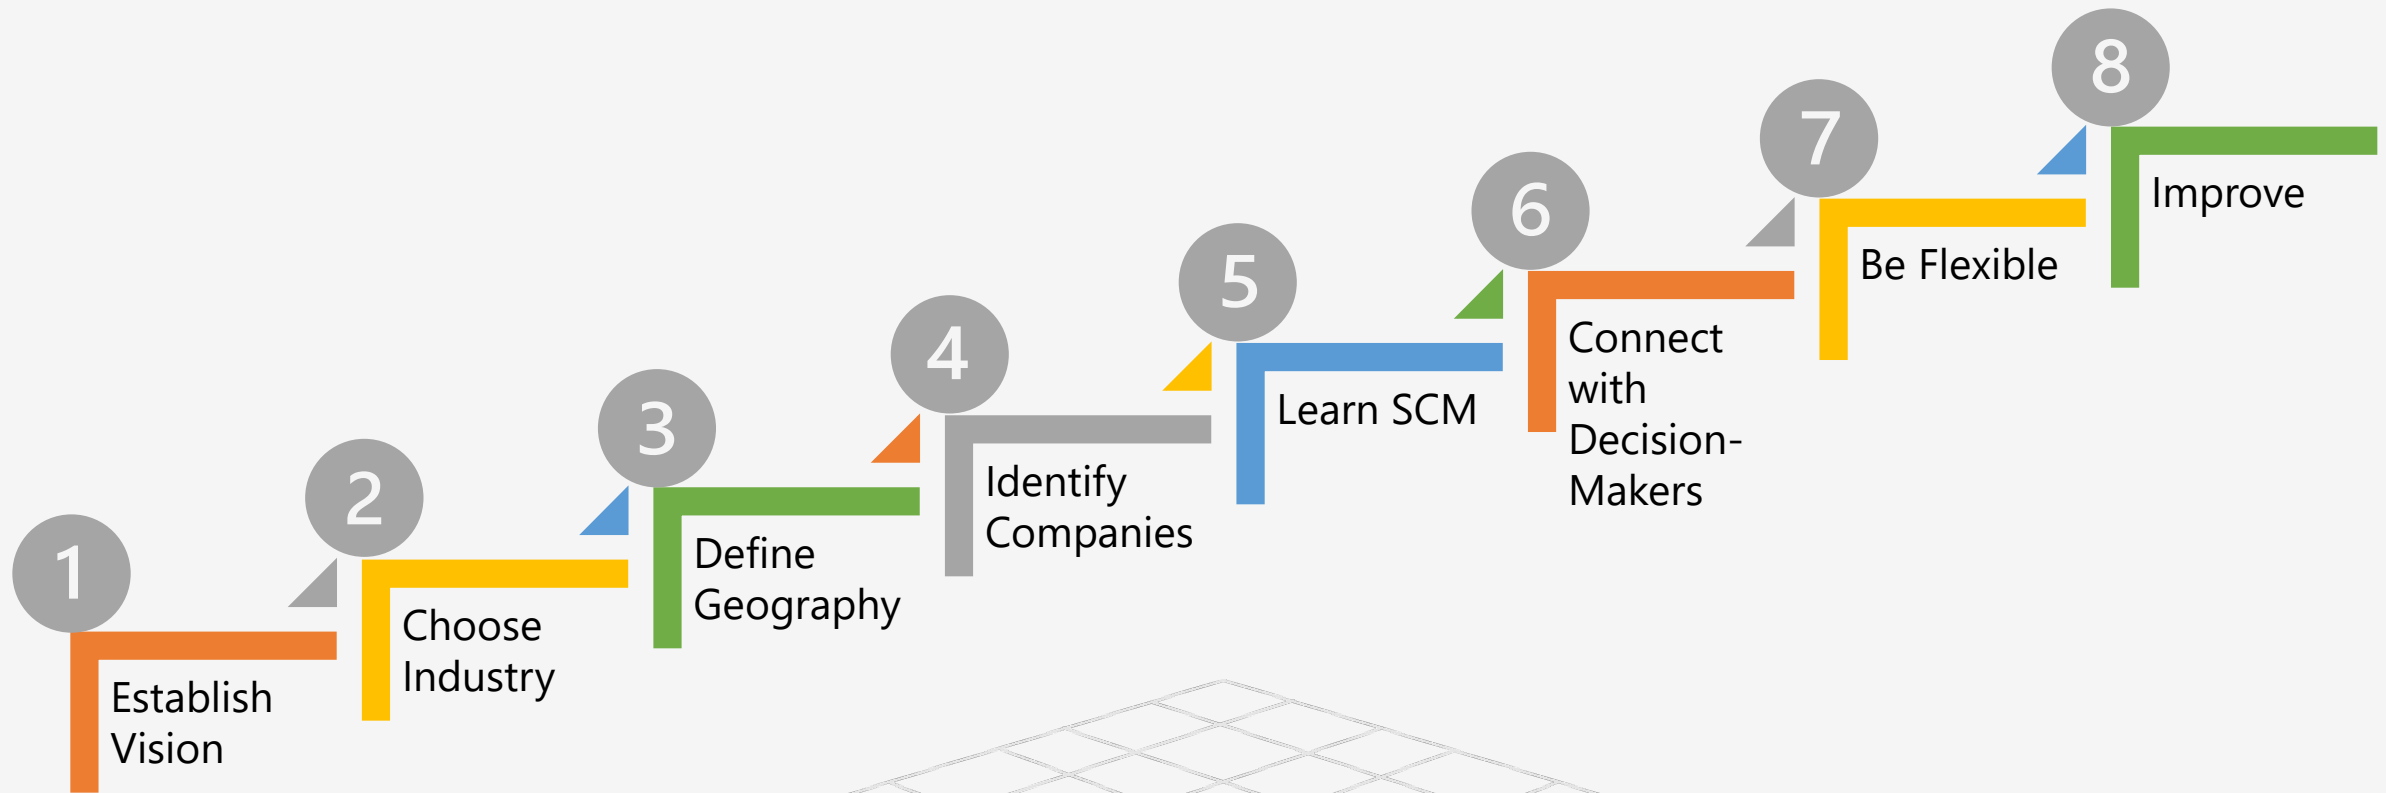 1
Establish
Vision
2
Choose
Industry
3
Define
Geography
4
Identify
Companies
5
Learn SCM
6
Connect
with
Decision-
Makers
7
Be Flexible
8
Improve